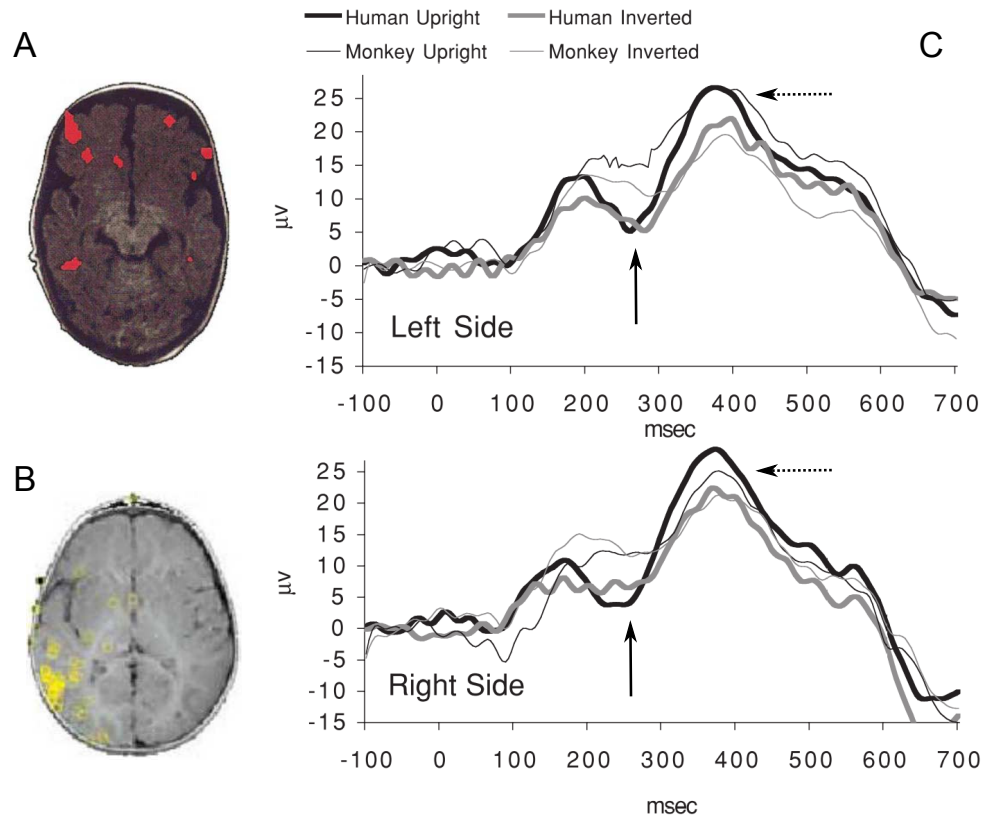 Human Upright Human Inverted
A Monkey Upright Monkey Inverted C
25
20
15
10
5
0
-5
-10
-15
μv
Left Side
-100 0 100 200 300 400 500 600 700
msec
B
25
20
15
10
5
0
-5
-10
-15
μv
Right Side
-100 0 100 200 300 400 500 600 700
msec